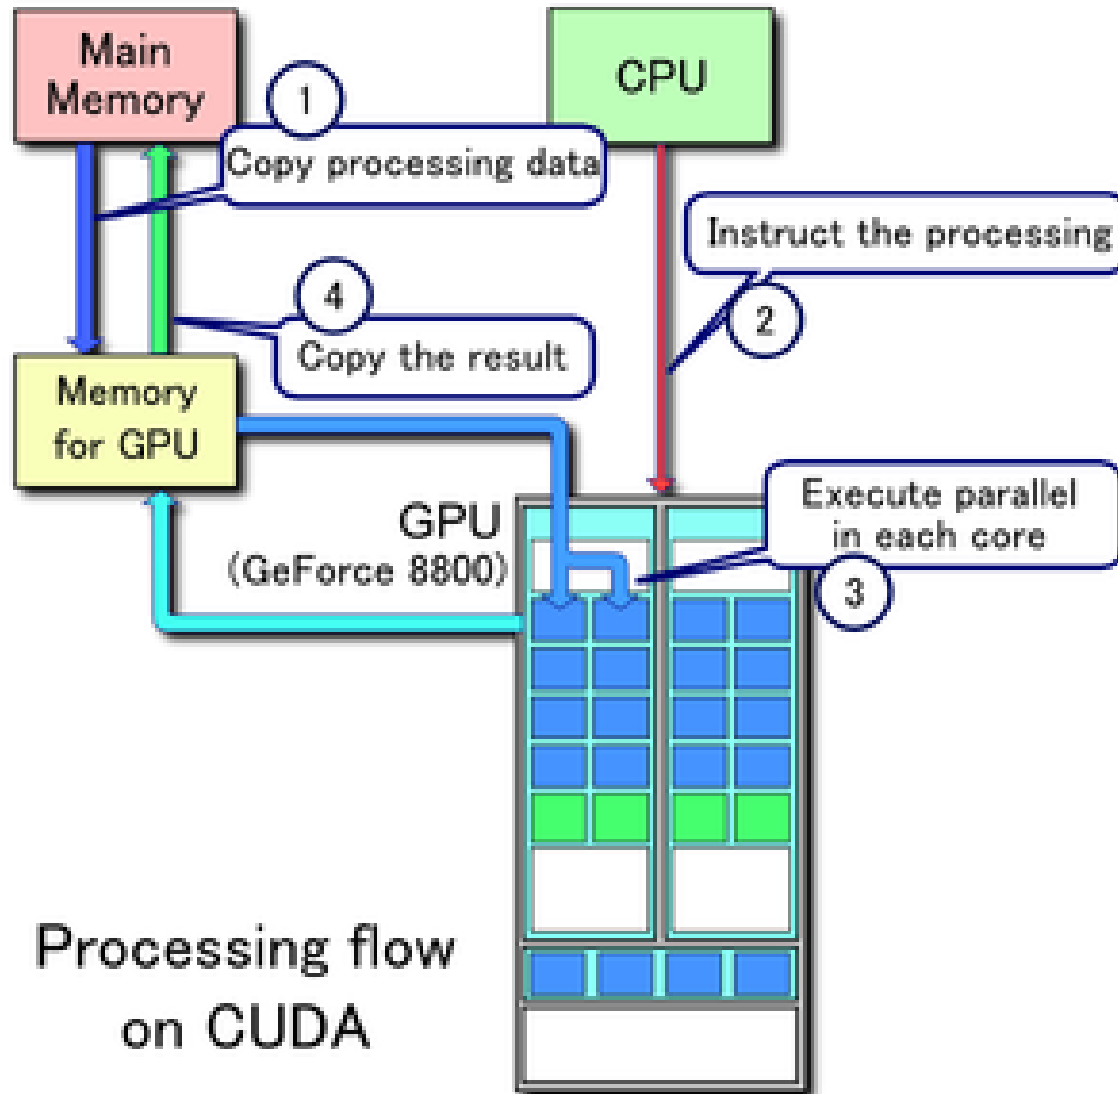 Main
Memory
CPU
1
Copy processing data
Instruct the processing
2
4
Copy the result
Memory
for GPU
GPU
(GeForce 8800)
Execute parallel
in each core
3
Processing flow
on CUDA